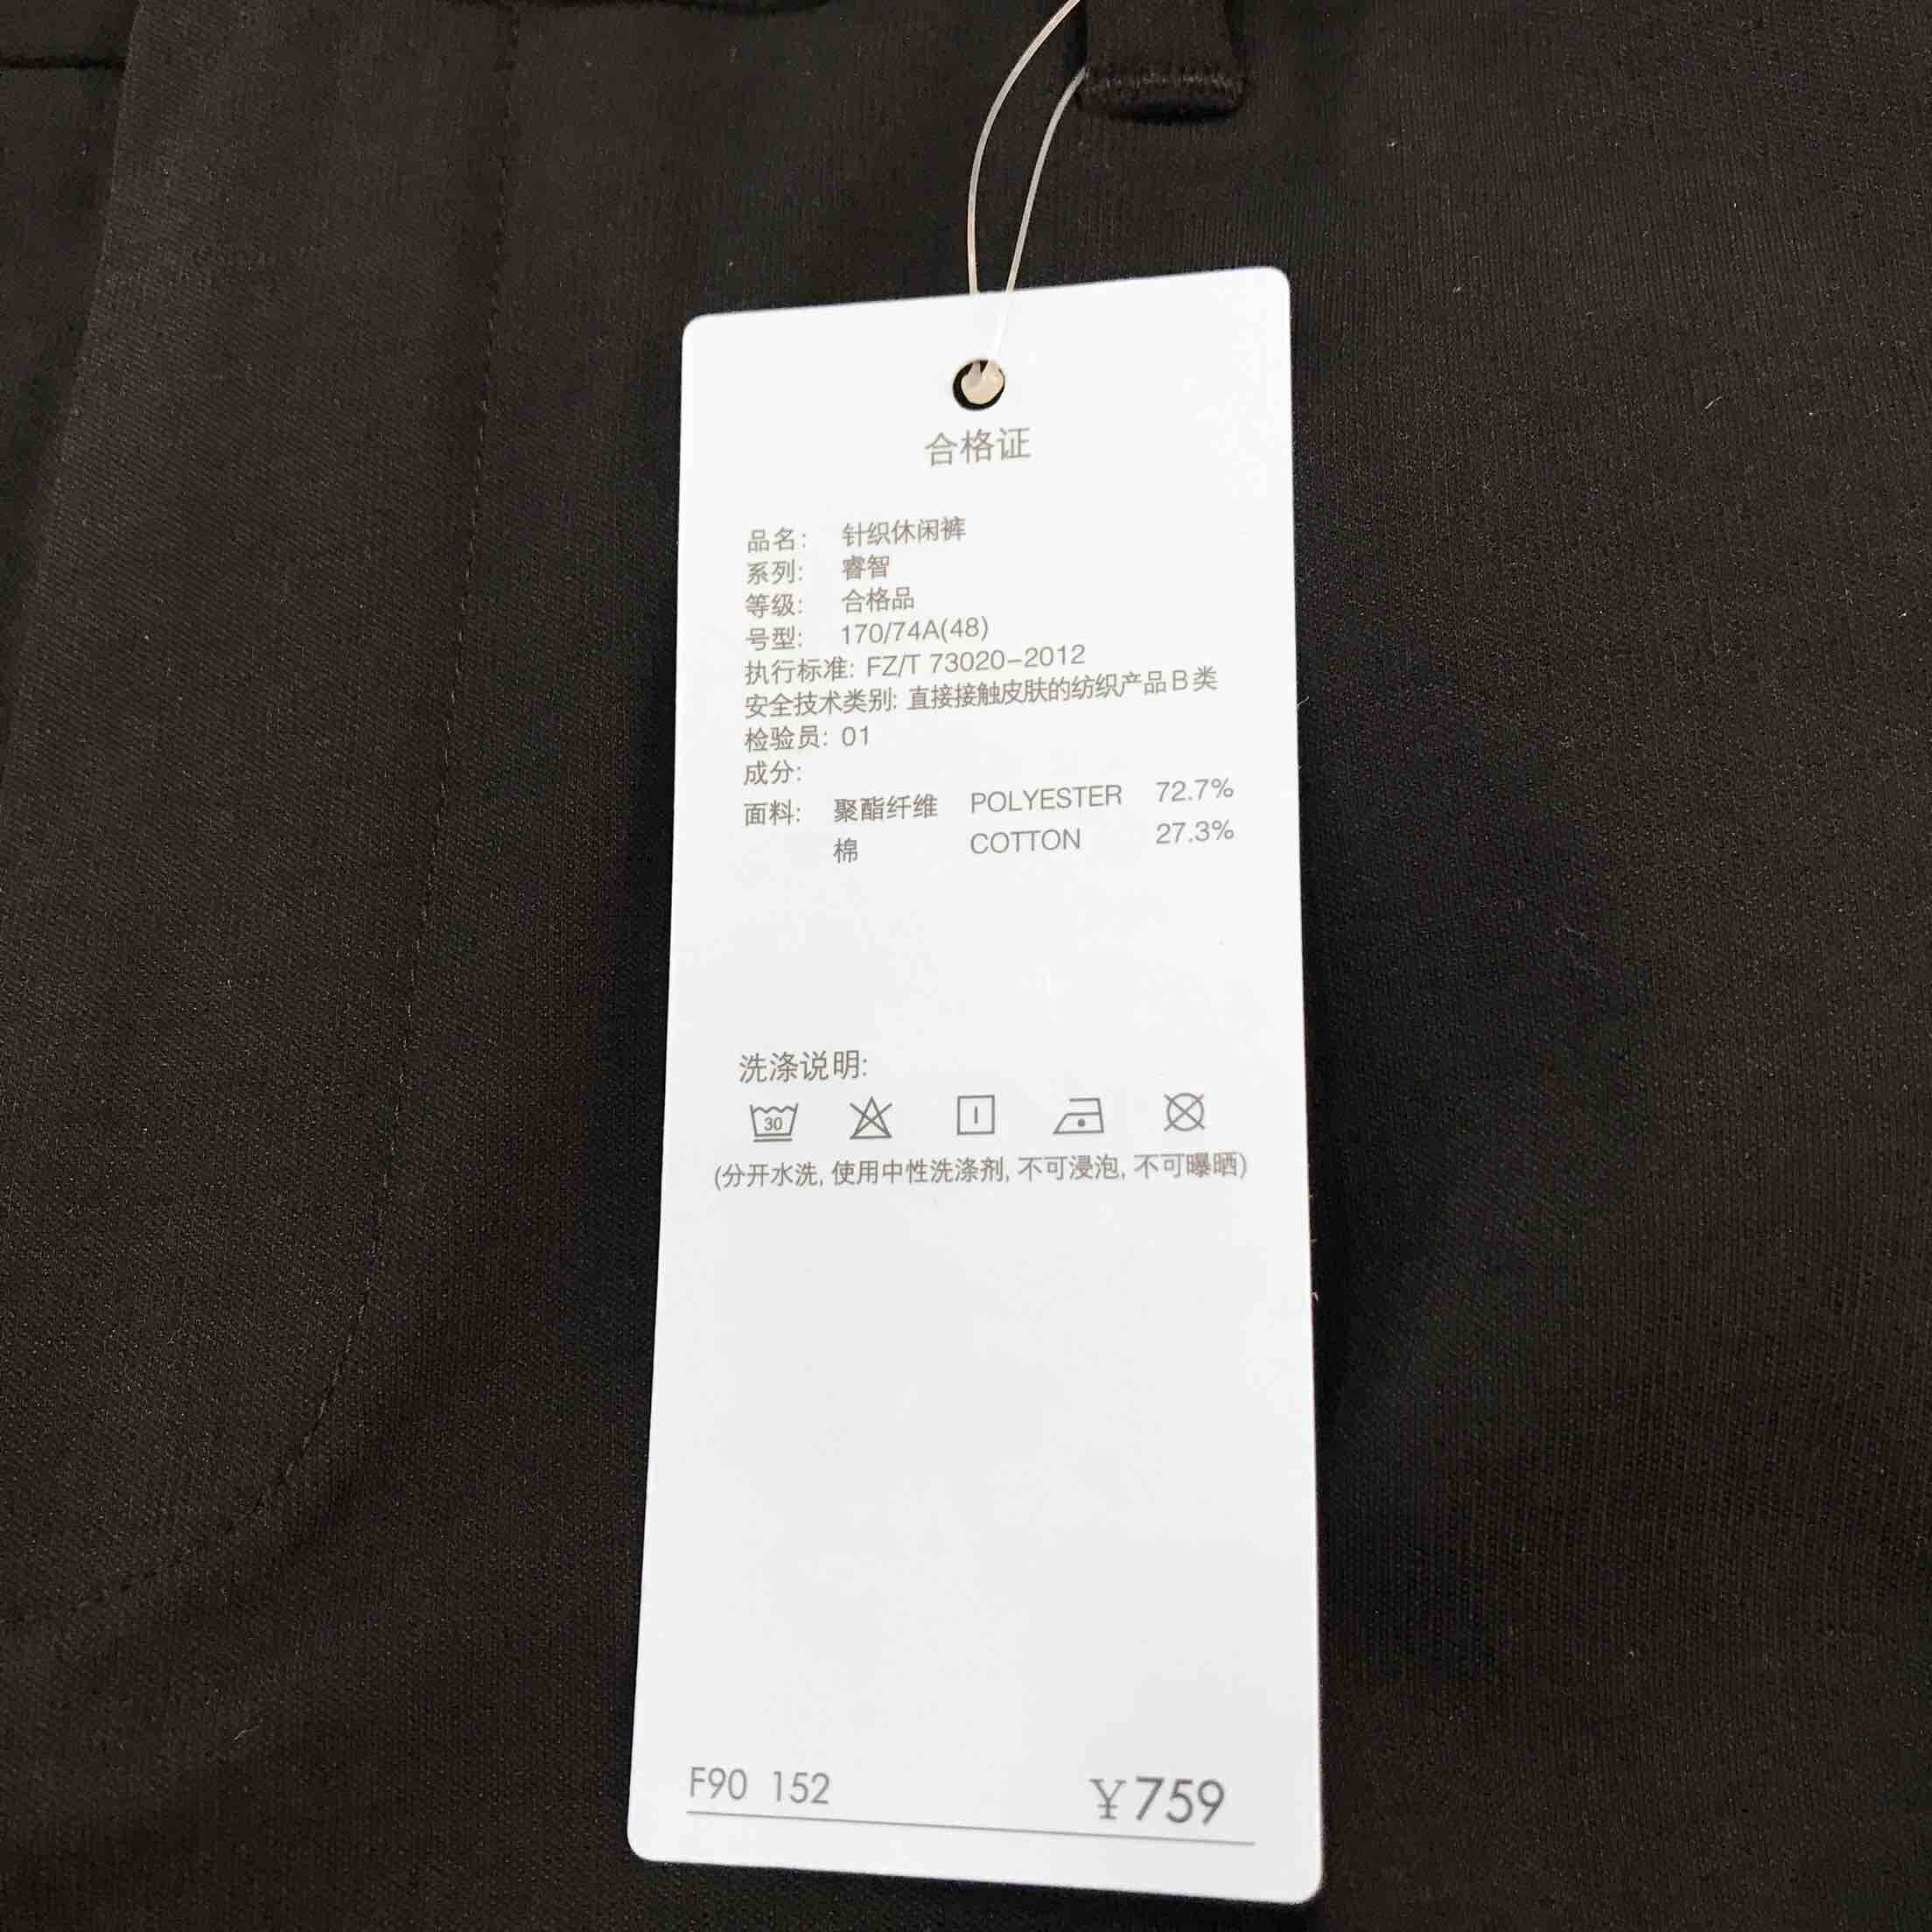 合格证
品名: 针织休闲裤
系列: 睿智
等级: 合格品
号型: 170/74A(48)
执行标准: FZ/T 73020-2012
安全技术类别: 直接接触皮肤的纺织产品B类
检验员: 01
成分:
面料: 聚酯纤维 POLYESTER 72.7%
棉 COTTON 27.3%
洗涤说明:
30
(分开水洗, 使用中性洗涤剂, 不可浸泡, 不可曝晒)
F90 152 ¥759